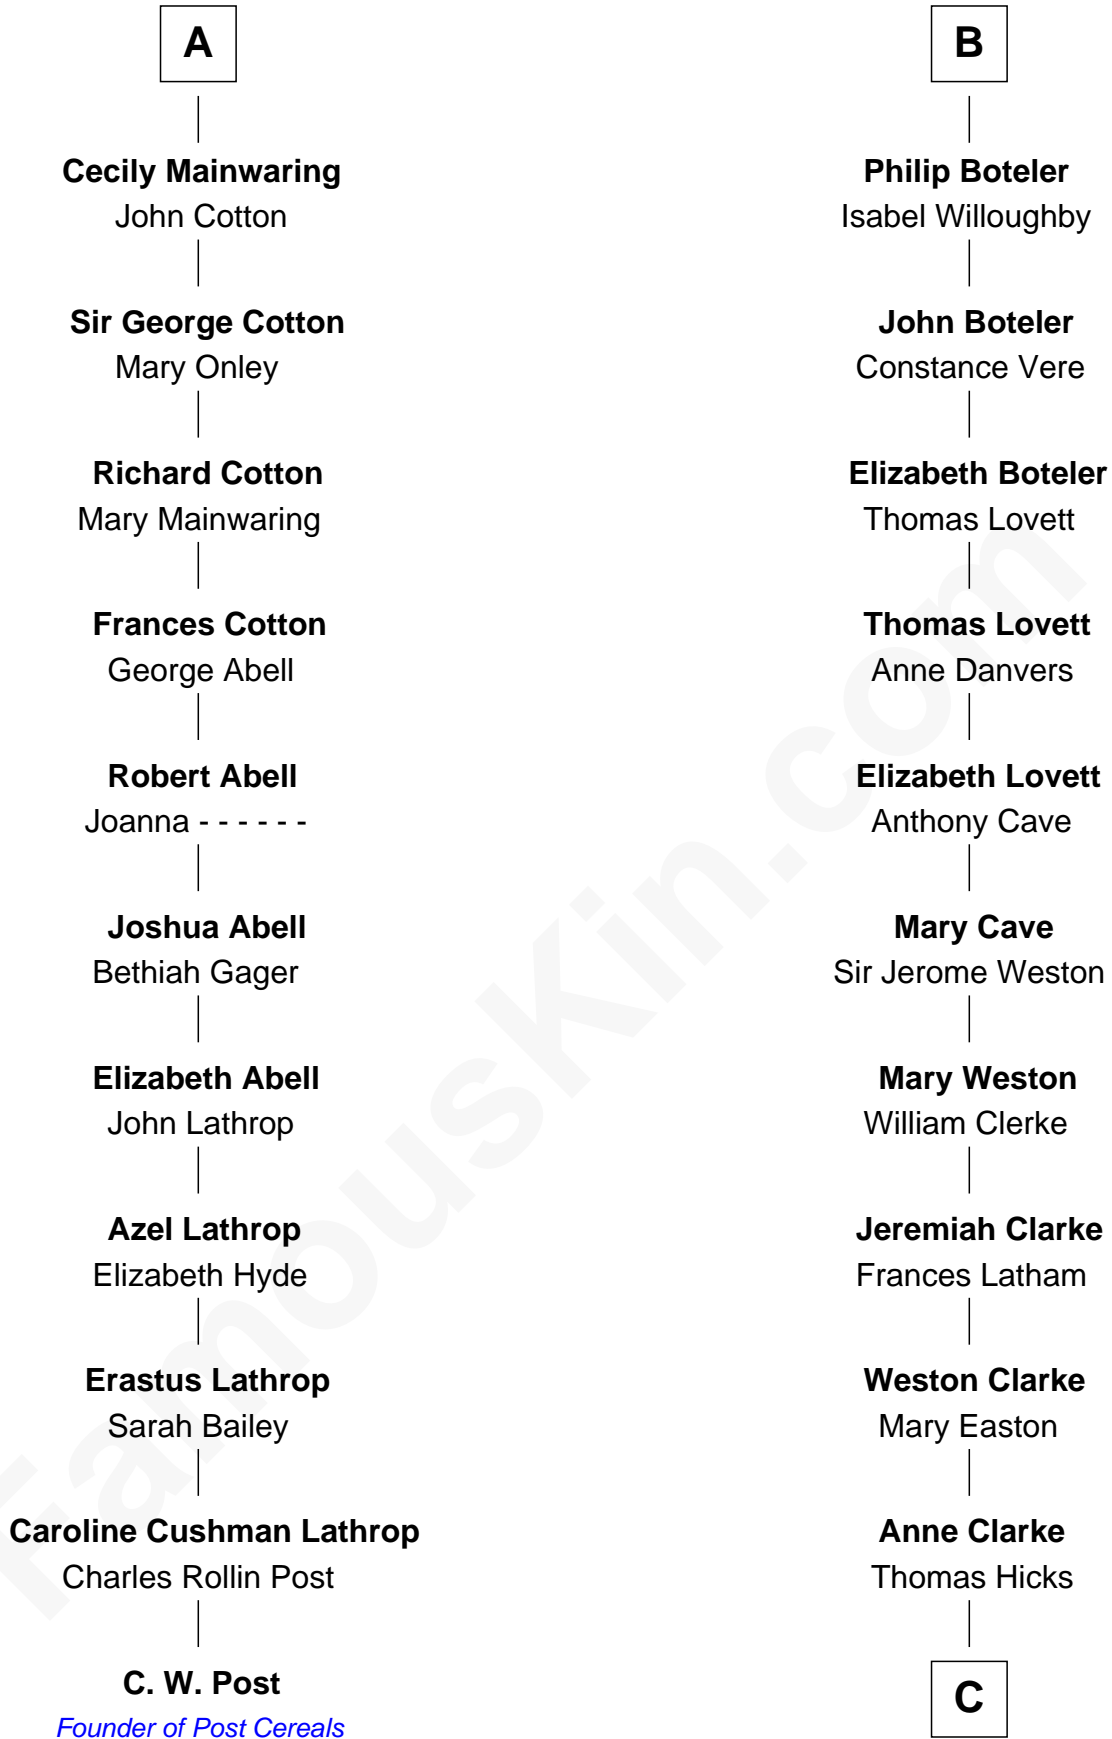 A
Cecily Mainwaring
John Cotton
Sir George Cotton
Mary Onley
Richard Cotton
Mary Mainwaring
Frances Cotton
George Abell
Robert Abell
Joanna - - - - - -
Joshua Abell
Bethiah Gager
Elizabeth Abell
John Lathrop
Azel Lathrop
Elizabeth Hyde
Erastus Lathrop
Sarah Bailey
Caroline Cushman Lathrop
Charles Rollin Post
C. W. Post
Founder of Post Cereals
B
Philip Boteler
Isabel Willoughby
John Boteler
Constance Vere
Elizabeth Boteler
Thomas Lovett
Thomas Lovett
Anne Danvers
Elizabeth Lovett
Anthony Cave
Mary Cave
Sir Jerome Weston
Mary Weston
William Clerke
Jeremiah Clarke
Frances Latham
Weston Clarke
Mary Easton
Anne Clarke
Thomas Hicks
C
FamousKin.com